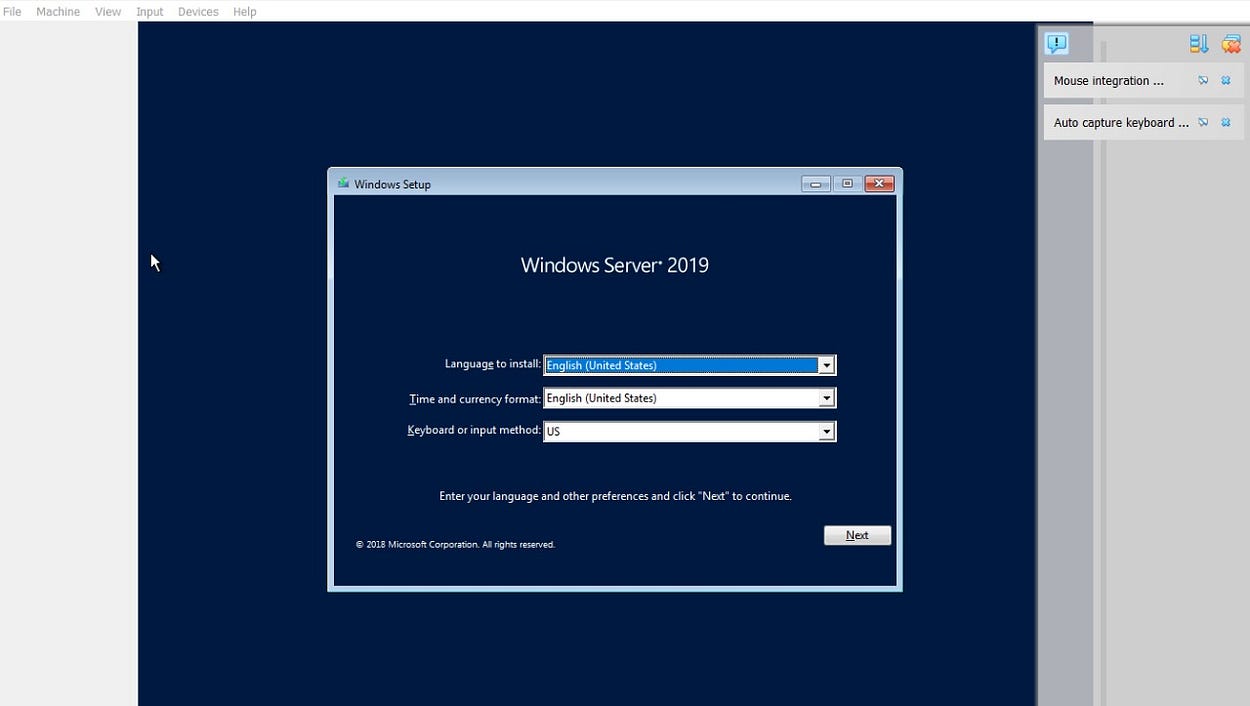 File Machine View Input Devices Help
Mouse integration ...
Auto capture keyboard ...
Windows Setup
Windows Server® 2019
Language to install: English (United States)
Time and currency format: English (United States)
Keyboard or input method: US
Enter your language and other preferences and click "Next" to continue.
Next
© 2018 Microsoft Corporation. All rights reserved.